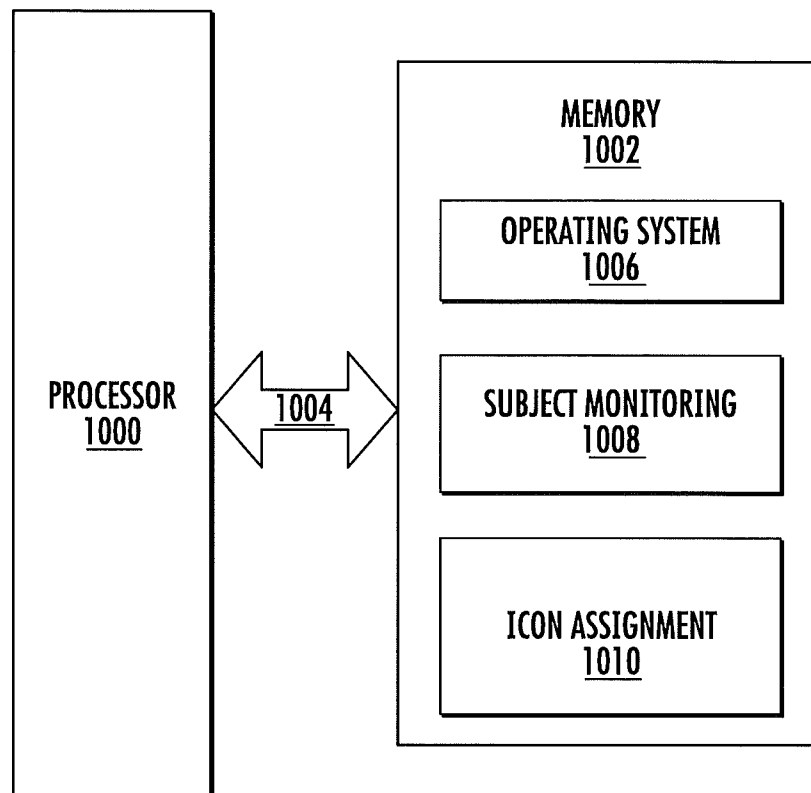 PROCESSOR
1000
1004
MEMORY
1002
OPERATING SYSTEM
1006
SUBJECT MONITORING
1008
ICON ASSIGNMENT
1010